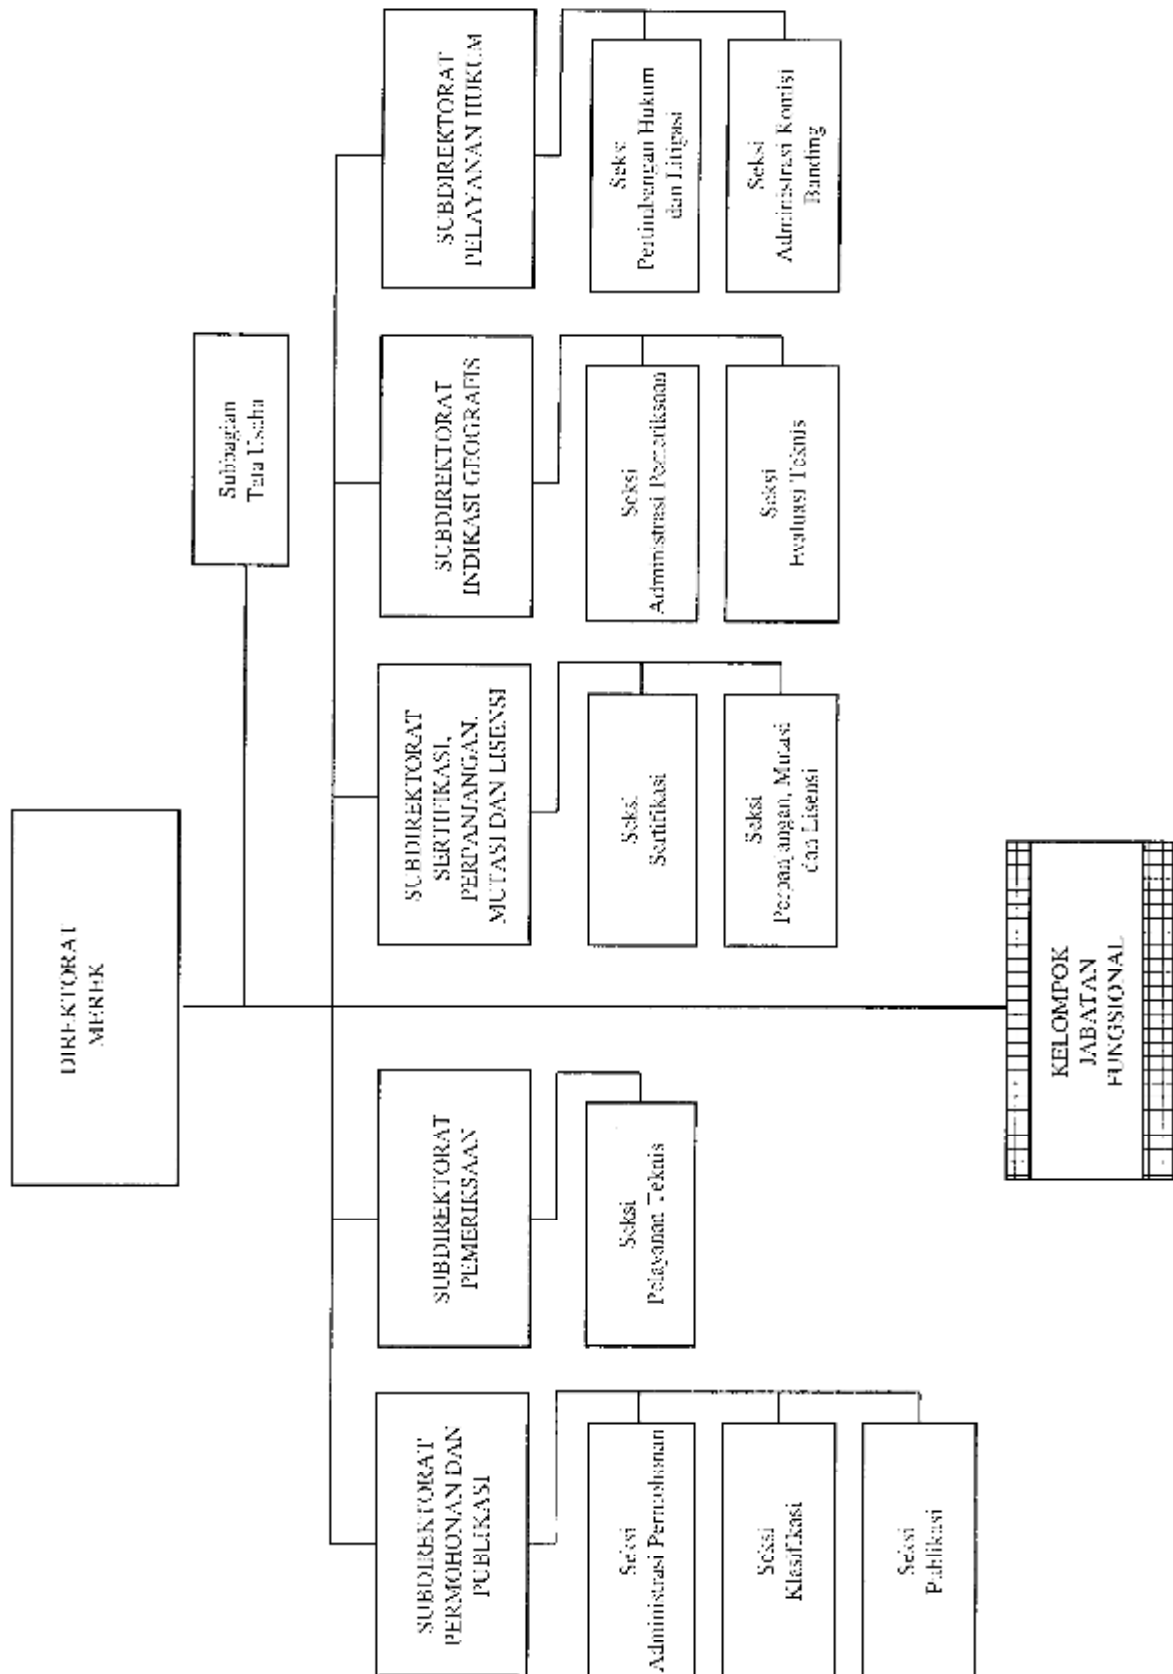 DIREKTORAT
MEREK
Subbagian
Tata Usaha
SUBDIREKTORAT
PERMOHONAN DAN
PUBLIKASI
SUBDIREKTORAT
PEMERIKSAAN
SUBDIREKTORAT
SERTIFIKASI,
PERPANJANGAN,
MUTASI DAN LISENSI
SUBDIREKTORAT
INDIKASI GEOGRAFIS
SUBDIREKTORAT
PELAYANAN HUKUM
Seksi
Administrasi Permohonan
Seksi
Klasifikasi
Seksi
Publikasi
Seksi
Pelayanan Teknis
Seksi
Sertifikasi
Seksi
Perpanjangan, Mutasi
dan Lisensi
Seksi
Administrasi Pemeriksaan
Seksi
Evaluasi Teknis
Seksi
Pertimbangan Hukum
dan Litigasi
Seksi
Administrasi Komisi
Banding
KELOMPOK
JABATAN
FUNGSIONAL